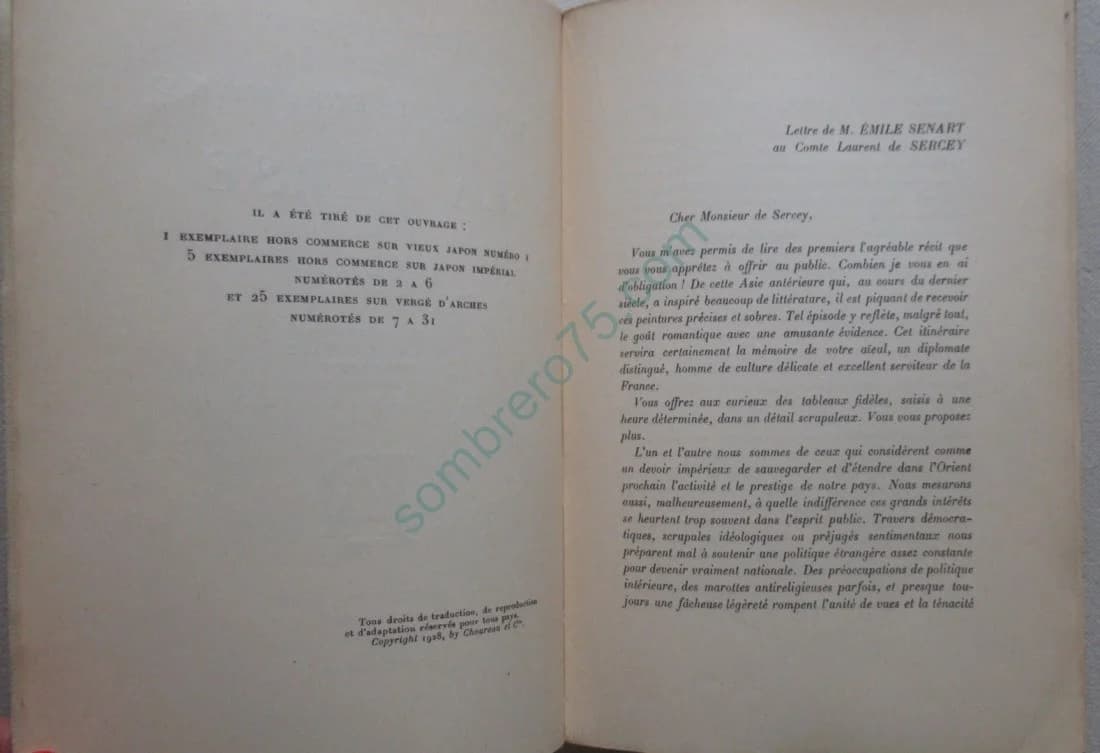 IL A ÉTÉ TIRÉ DE CET OUVRAGE :
1 EXEMPLAIRE HORS COMMERCE SUR VIEUX JAPON NUMÉRO 1
5 EXEMPLAIRES HORS COMMERCE SUR JAPON IMPÉRIAL
NUMÉROTÉS DE 2 A 6
ET 25 EXEMPLAIRES SUR VERGÉ D'ARCHES
NUMÉROTÉS DE 7 A 31
Tous droits de traduction, de reproduction
et d'adaptation réservés pour tous pays.
Copyright 1928, by Choureau et Cie.
Lettre de M. ÉMILE SENART
au Comte Laurent de SERCEY
Cher Monsieur de Sercey,
Vous m'avez permis de lire des premiers l'agréable récit que
vous vous apprêtez à offrir au public. Combien je vous en ai
d'obligation ! De cette Asie antérieure qui, au cours du dernier
siècle, a inspiré beaucoup de littérature, il est piquant de recevoir
ces peintures précises et sobres. Tel épisode y reflète, malgré tout,
le goût romantique avec une amusante évidence. Cet itinéraire
servira certainement la mémoire de votre aïeul, un diplomate
distingué, homme de culture délicate et excellent serviteur de la
France.
Vous offrez aux curieux des tableaux fidèles, saisis à une
heure déterminée, dans un détail scrupuleux. Vous vous proposez
plus.
L'un et l'autre nous sommes de ceux qui considèrent comme
un devoir impérieux de sauvegarder et d'étendre dans l'Orient
prochain l'activité et le prestige de notre pays. Nous mesurons
aussi, malheureusement, à quelle indifférence ces grands intérêts
se heurtent trop souvent dans l'esprit public. Travers démocra-
tiques, scrupules idéologiques ou préjugés sentimentaux nous
préparent mal à soutenir une politique étrangère assez constante
pour devenir vraiment nationale. Des préoccupations de politique
intérieure, des marottes antireligieuses parfois, et presque tou-
jours une fâcheuse légèreté rompent l'unité de vues et la ténacité
sombrero75.com